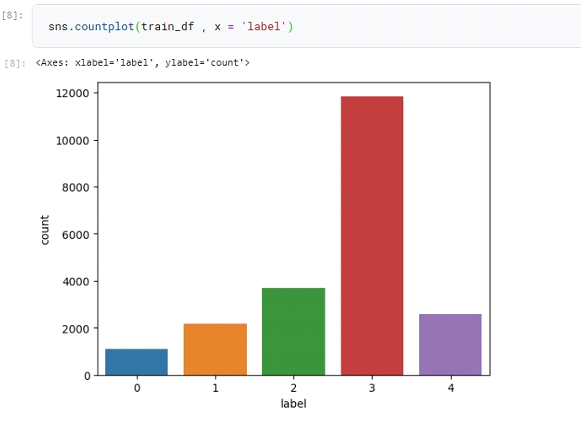 [8]:
sns.countplot(train_df , x = 'label')
[8]: <Axes: xlabel='label', ylabel='count'>
12000
10000
8000
6000
4000
2000
0
count
0 1 2 3 4
label